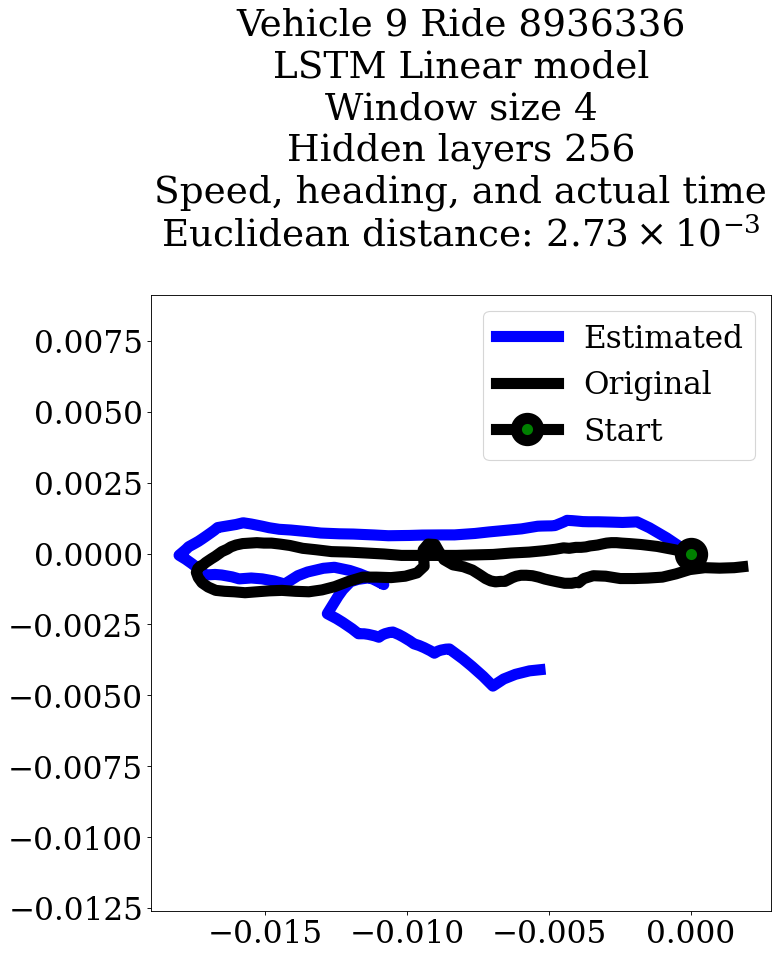 Vehicle 9 Ride 8936336
LSTM Linear model
Window size 4
Hidden layers 256
Speed, heading, and actual time
Euclidean distance: 2.73 × 10⁻³
Estimated
Original
Start
0.0075
0.0050
0.0025
0.0000
−0.0025
−0.0050
−0.0075
−0.0100
−0.0125
−0.015 −0.010 −0.005 0.000